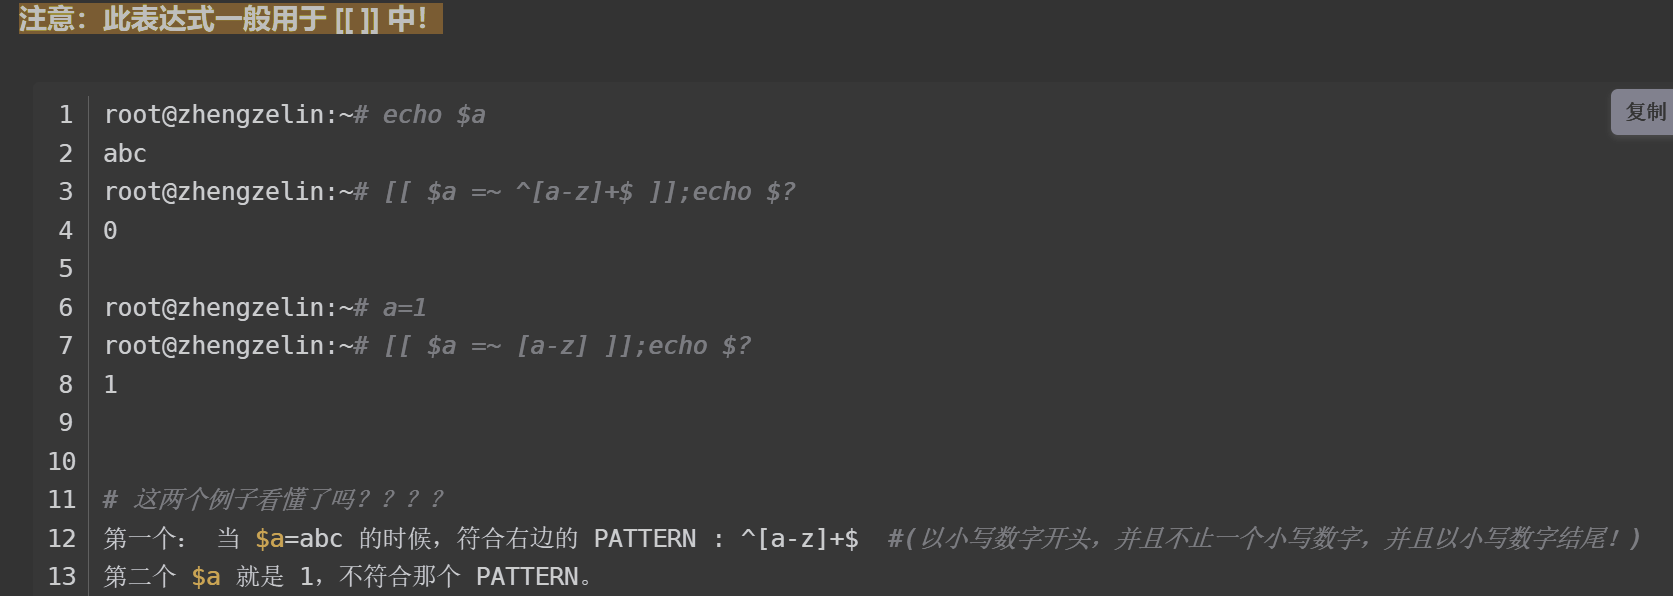 注意：此表达式一般用于 [[ ]] 中！
复制
1 root@zhengzelin:~# echo $a
2 abc
3 root@zhengzelin:~# [[ $a =~ ^[a-z]+$ ]];echo $?
4 0
5
6 root@zhengzelin:~# a=1
7 root@zhengzelin:~# [[ $a =~ [a-z] ]];echo $?
8 1
9
10
11 # 这两个例子看懂了吗？？？？
12 第一个： 当 $a=abc 的时候，符合右边的 PATTERN : ^[a-z]+$  #(以小写数字开头，并且不止一个小写数字，并且以小写数字结尾！)
13 第二个 $a 就是 1，不符合那个 PATTERN。